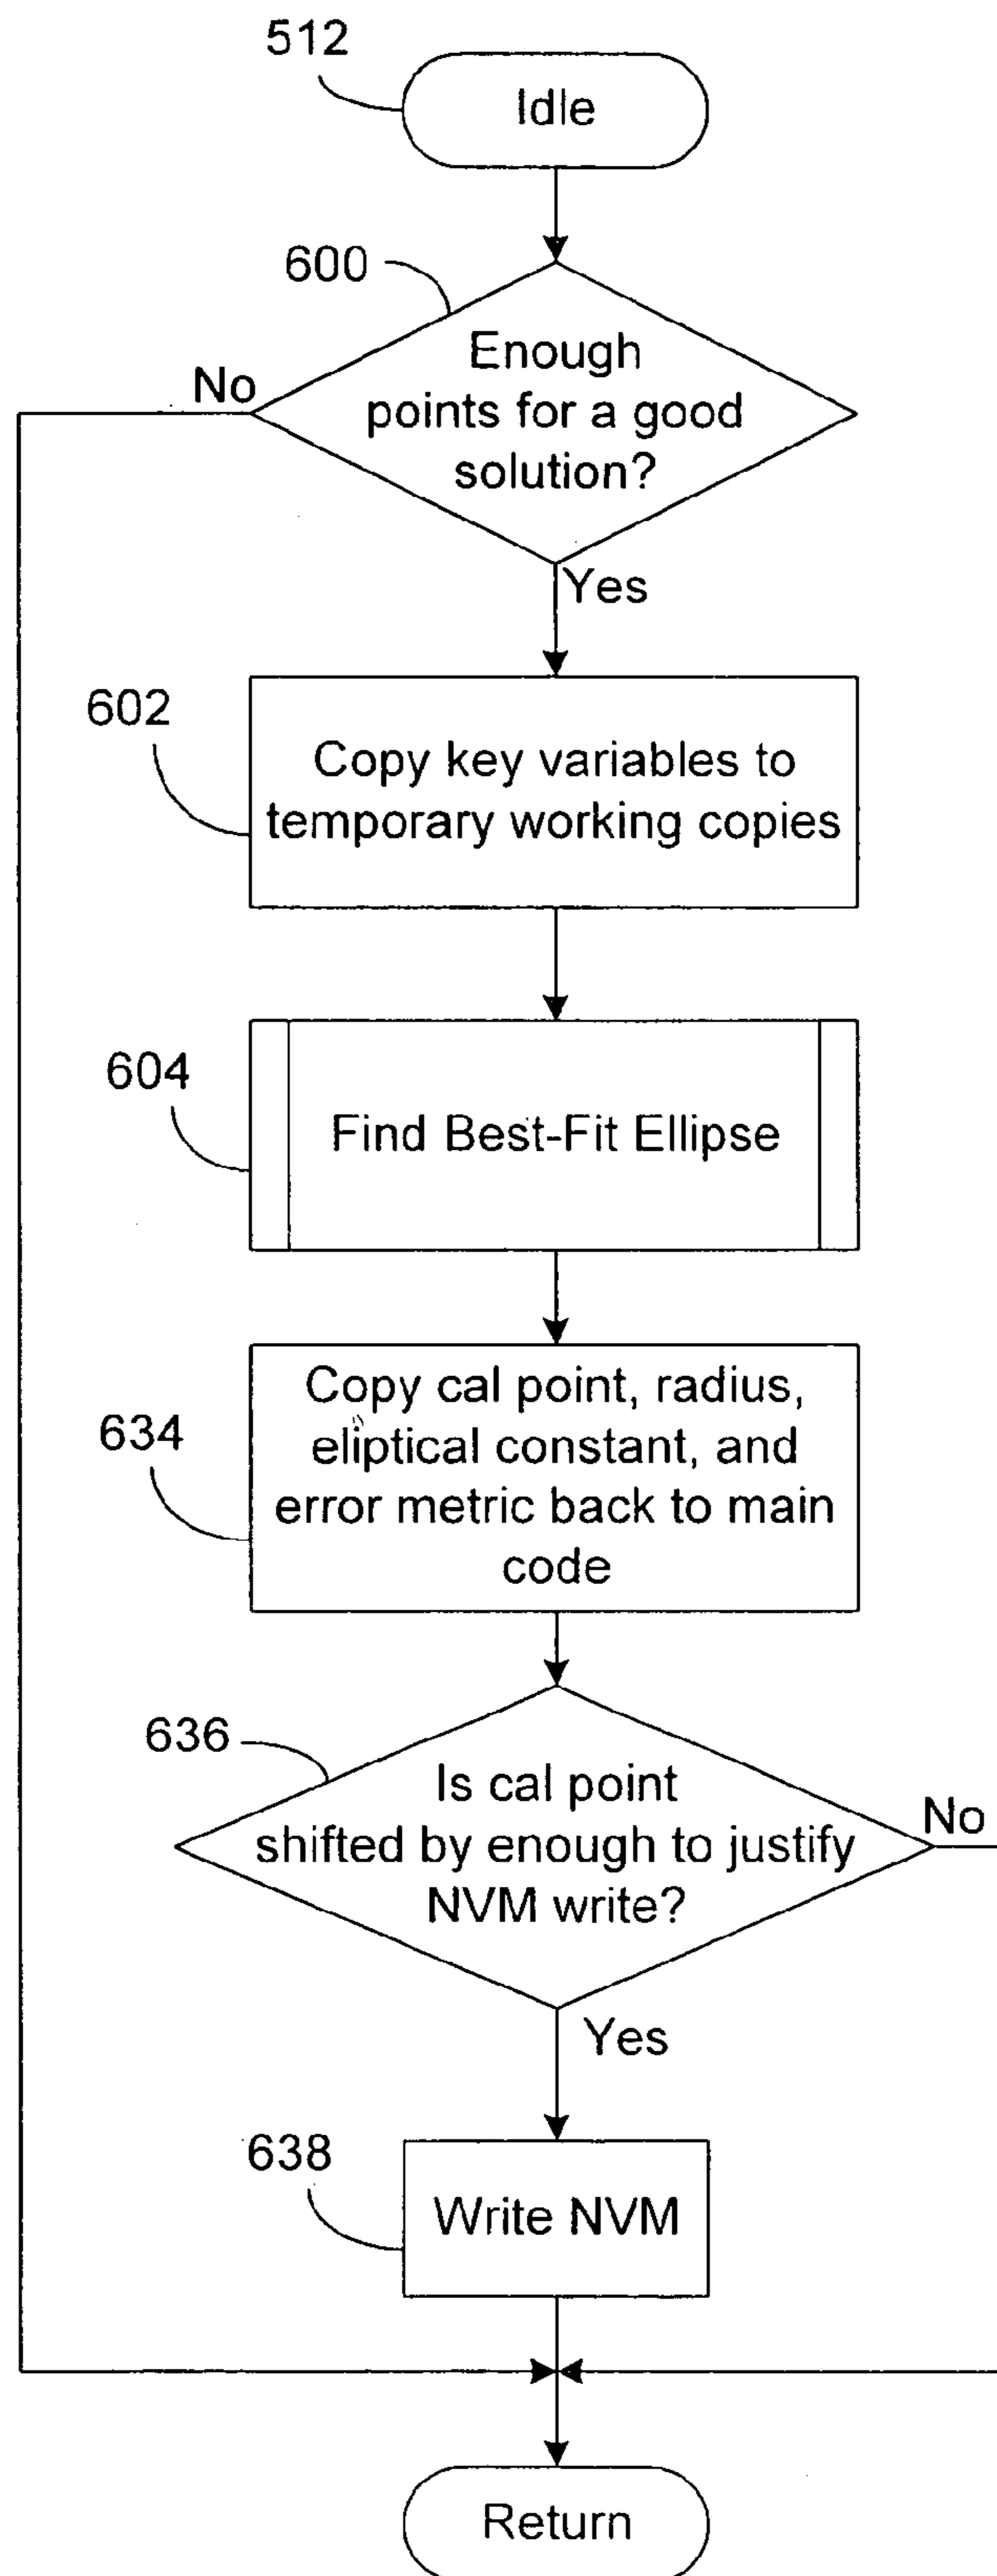 512
Idle
600
No
Enough
points for a good
solution?
Yes
602
Copy key variables to
temporary working copies
604
Find Best-Fit Ellipse
634
Copy cal point, radius,
eliptical constant, and
error metric back to main
code
636
Is cal point
shifted by enough to justify
NVM write?
No
Yes
638
Write NVM
Return